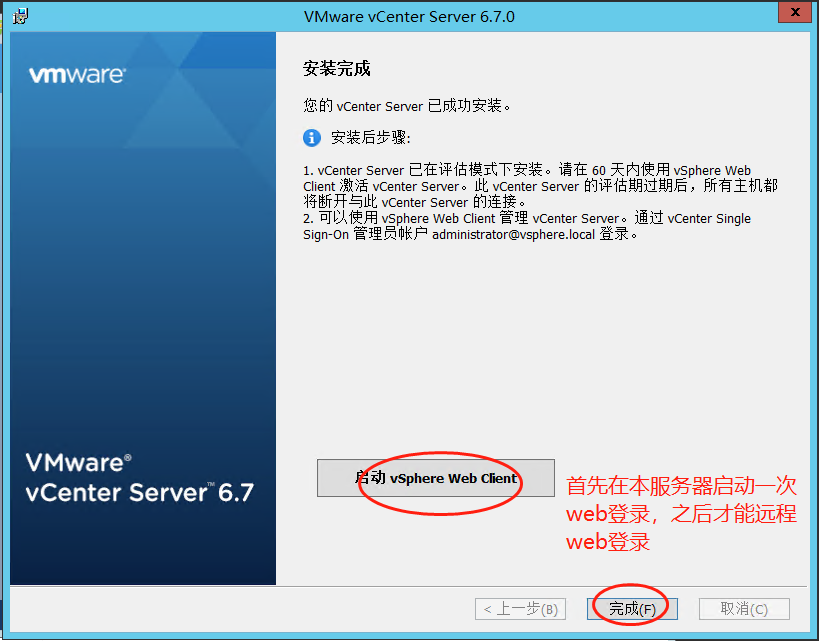 VMware vCenter Server 6.7.0
x
vmware®
安装完成
您的 vCenter Server 已成功安装。
i 安装后步骤:
1. vCenter Server 已在评估模式下安装。请在 60 天内使用 vSphere Web
Client 激活 vCenter Server。此 vCenter Server 的评估期过期后，所有主机都
将断开与此 vCenter Server 的连接。
2. 可以使用 vSphere Web Client 管理 vCenter Server。通过 vCenter Single
Sign-On 管理员帐户 administrator@vsphere.local 登录。
VMware®
vCenter Server™ 6.7
启动 vSphere Web Client
首先在本服务器启动一次
web登录，之后才能远程
web登录
< 上一步(B)
完成(F)
取消(C)